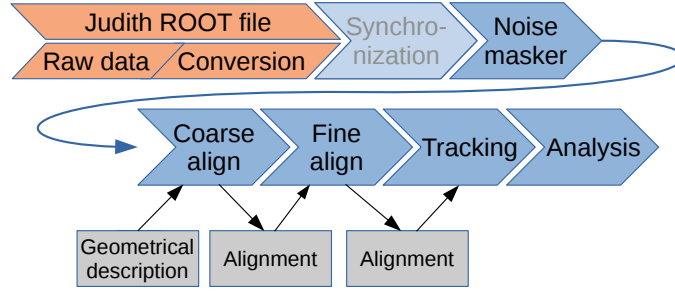 Judith ROOT file
Raw data
Conversion
Synchro-
nization
Noise
masker
Coarse
align
Fine
align
Tracking
Analysis
Geometrical
description
Alignment
Alignment